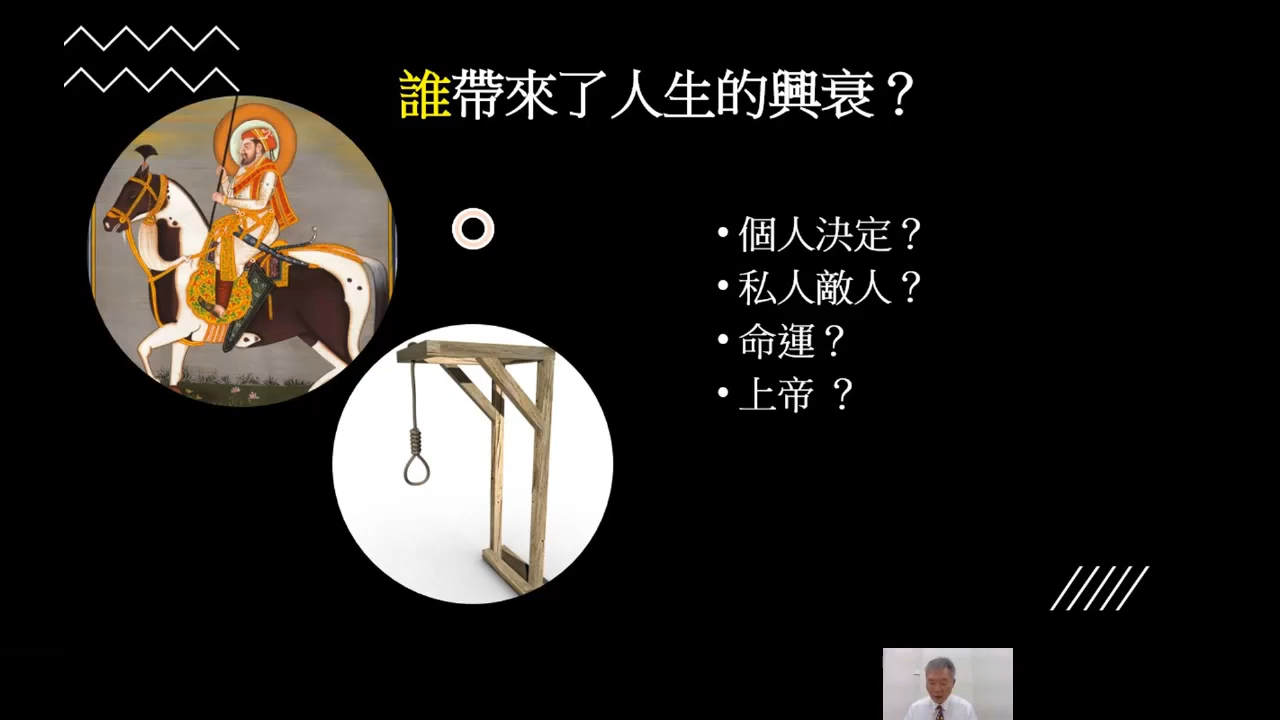 誰帶來了人生的興衰？
• 個人決定？
• 私人敵人？
• 命運？
• 上帝 ？